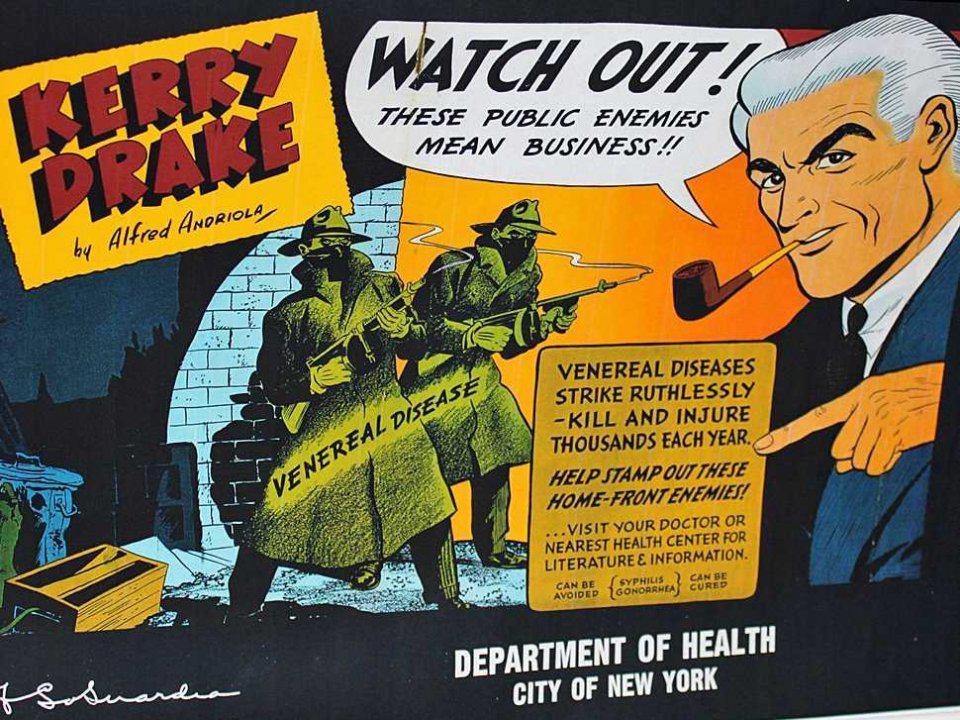 KERRY
DRAKE
by Alfred Andriola
WATCH OUT!
THESE PUBLIC ENEMIES
MEAN BUSINESS!!
VENEREAL DISEASE
VENEREAL DISEASES
STRIKE RUTHLESSLY
-KILL AND INJURE
THOUSANDS EACH YEAR.
HELP STAMP OUT THESE
HOME-FRONT ENEMIES!
...VISIT YOUR DOCTOR OR
NEAREST HEALTH CENTER FOR
LITERATURE & INFORMATION.
CAN BE AVOIDED { SYPHILIS GONORRHEA } CAN BE CURED
DEPARTMENT OF HEALTH
CITY OF NEW YORK
LaGuardia